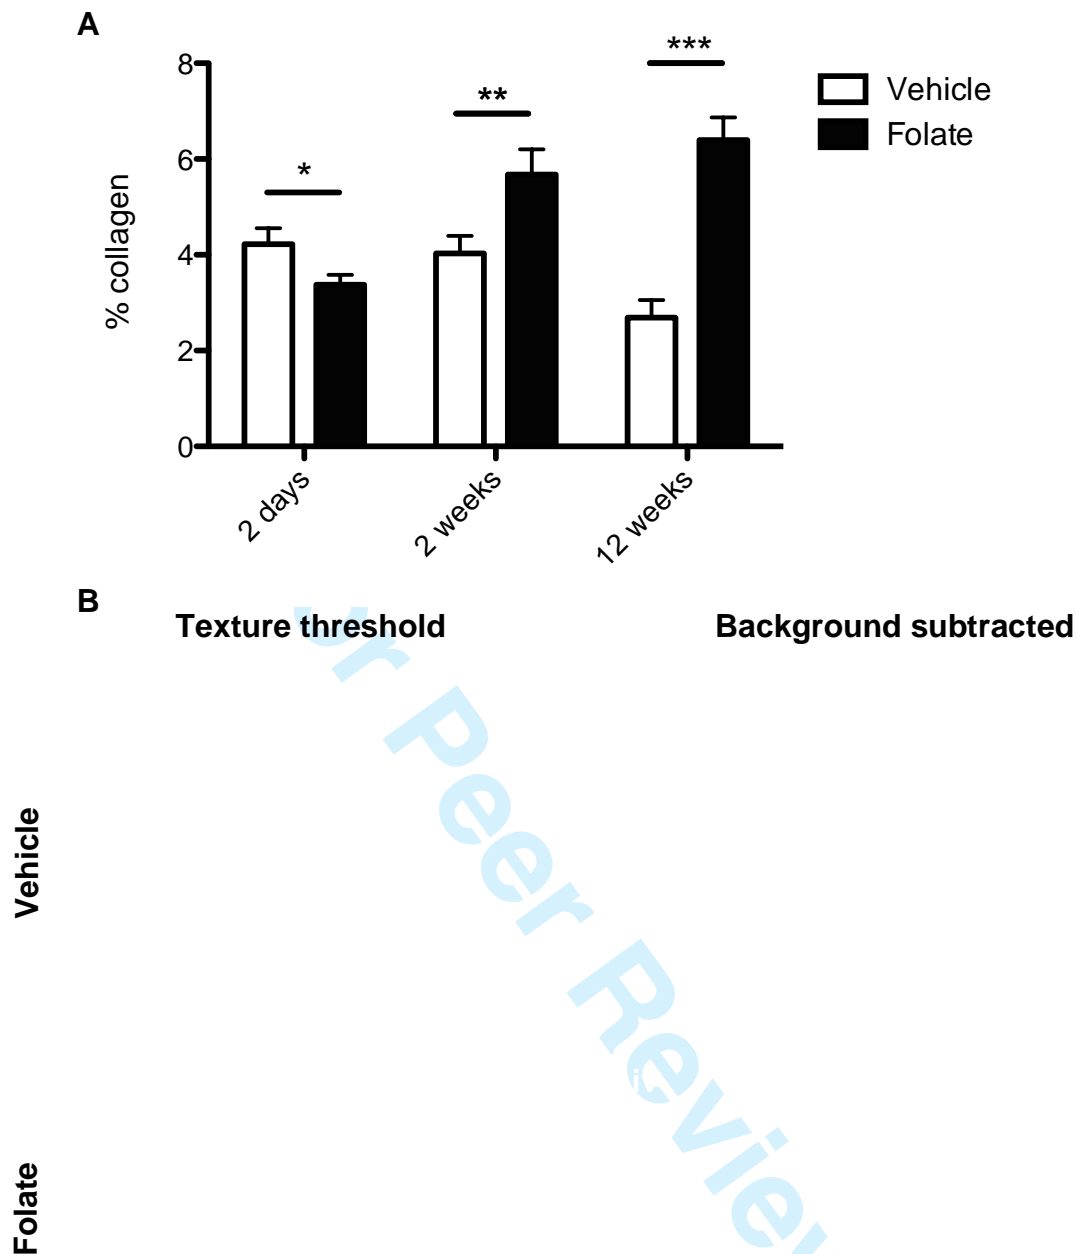 A
***
8
Vehicle
**
Folate
6
*
4
% collagen
2
0
2 days
2 weeks
12 weeks
B
Texture threshold
Background subtracted
Vehicle
Folate
Peer Review